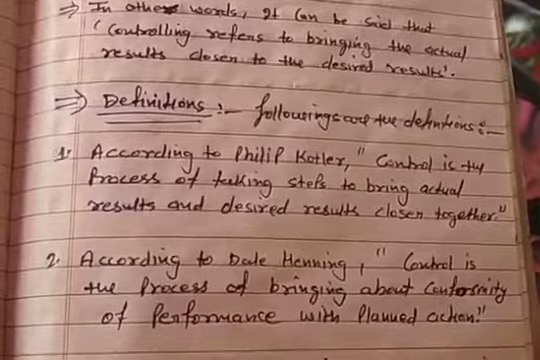 ⇒ In other words, It can be said that
'Controlling refers to bringing the actual
results closer to the desired results'.
⇒ Definitions :- followings are the defintions :-
1. According to Philip Kotler, " Control is the
Process of taking steps to bring actual
results and desired results closer together."
2. According to Dale Henning, " Control is
the Process of bringing about Conformity
of Performance with Planned action."